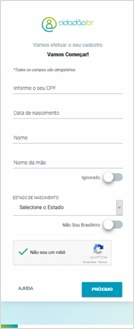 cidadão.br
Vamos efetuar o seu cadastro
Vamos Começar!
*Todos os campos são obrigatórios
Informe o seu CPF
Data de nascimento
Nome
Nome da mãe
Ignorado
ESTADO DE NASCIMENTO
Selecione o Estado
Não Sou Brasileiro
Não sou um robô
reCAPTCHA
AJUDA
PRÓXIMO